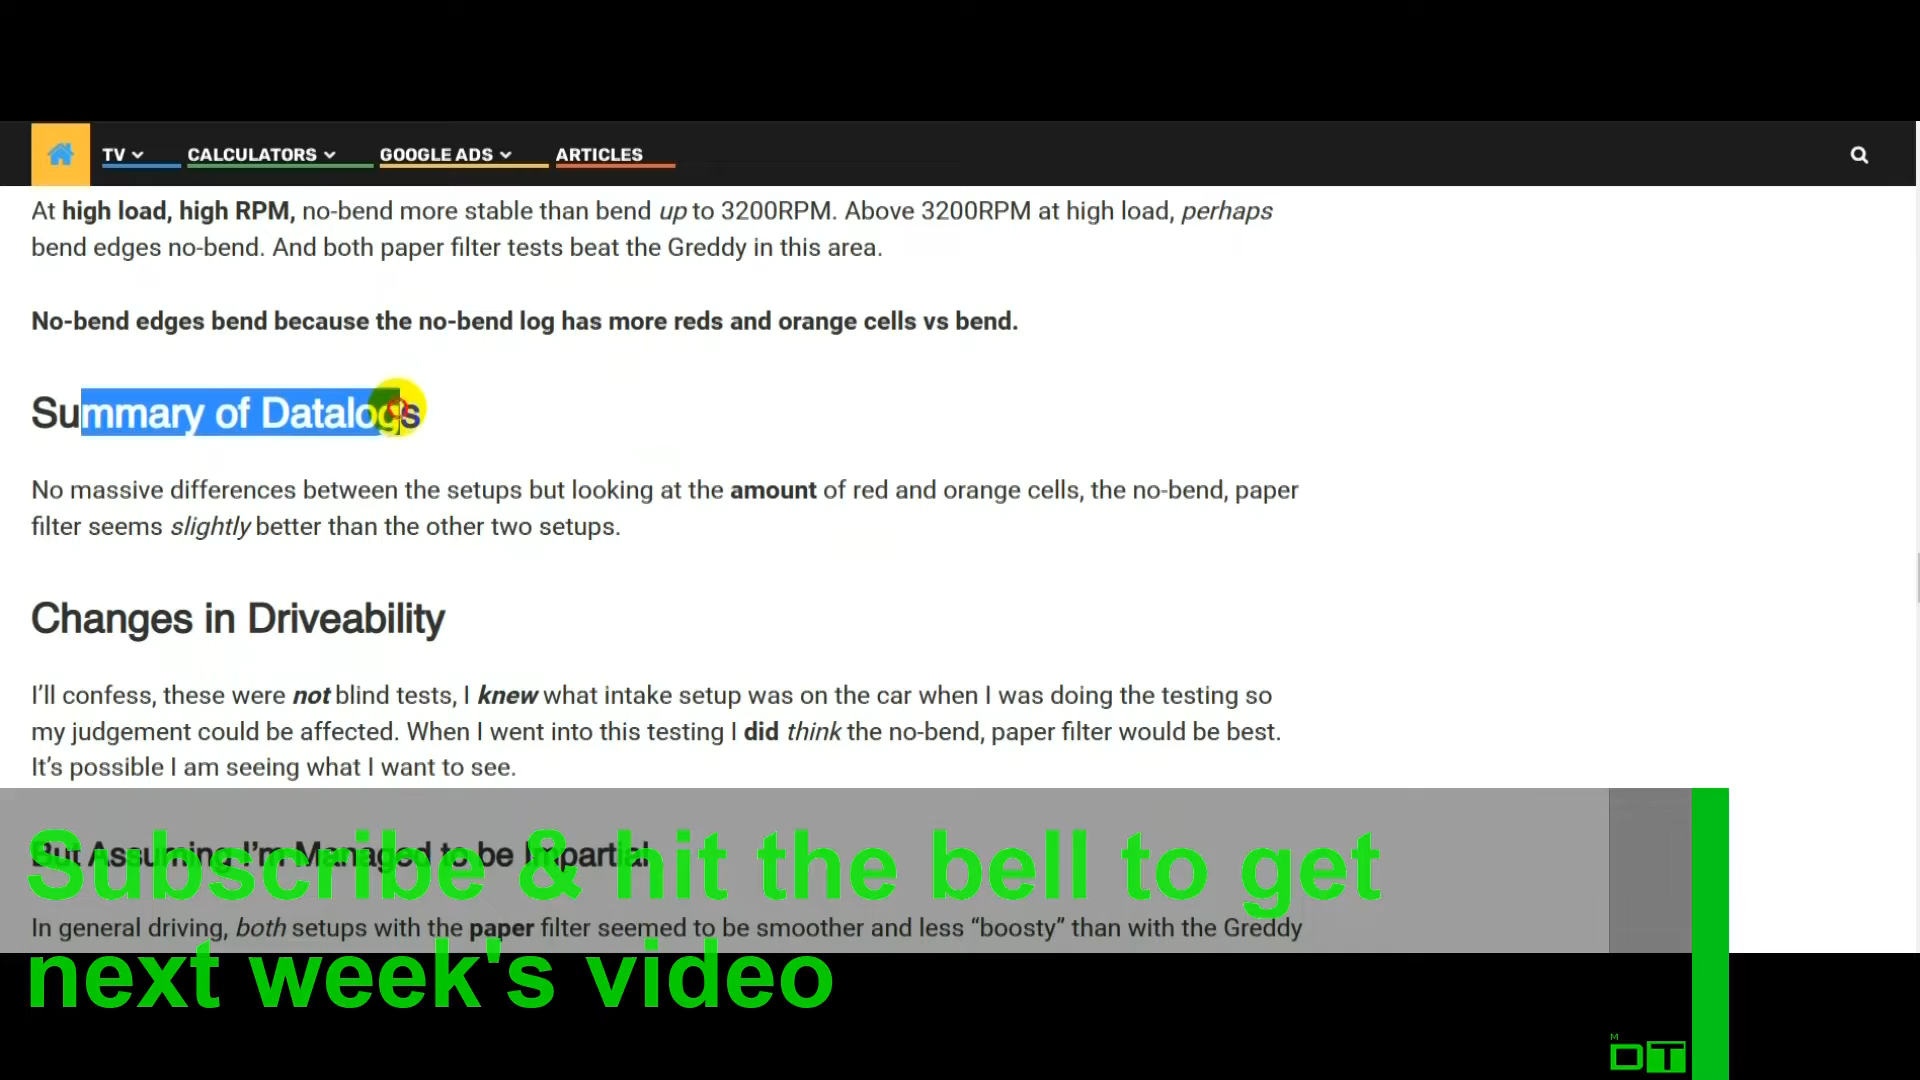 TV
CALCULATORS
GOOGLE ADS
ARTICLES
At high load, high RPM, no-bend more stable than bend up to 3200RPM. Above 3200RPM at high load, perhaps
bend edges no-bend. And both paper filter tests beat the Greddy in this area.
No-bend edges bend because the no-bend log has more reds and orange cells vs bend.
Summary of Datalogs
No massive differences between the setups but looking at the amount of red and orange cells, the no-bend, paper
filter seems slightly better than the other two setups.
Changes in Driveability
I’ll confess, these were not blind tests, I knew what intake setup was on the car when I was doing the testing so
my judgement could be affected. When I went into this testing I did think the no-bend, paper filter would be best.
It’s possible I am seeing what I want to see.
But Assuming I’m Managed to be Impartial
Subscribe & hit the bell to get
In general driving, both setups with the paper filter seemed to be smoother and less “boosty” than with the Greddy
next week's video
M
DT